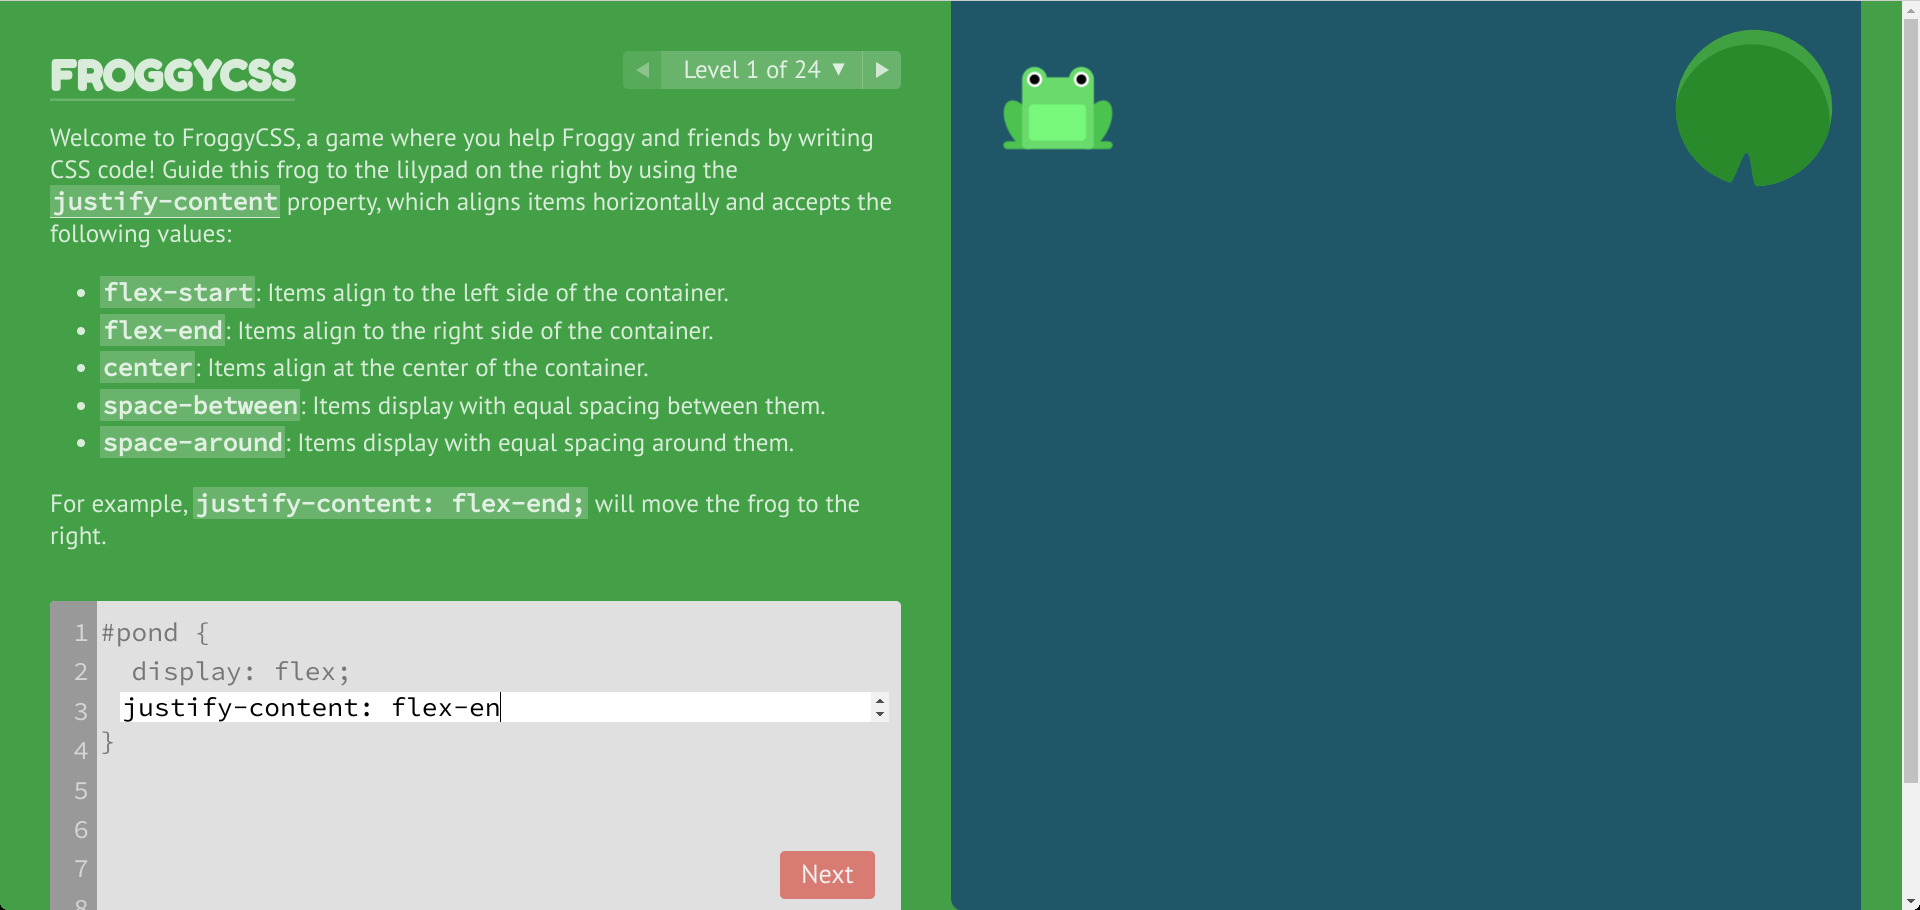 FROGGYCSS
◀ Level 1 of 24 ▼ ▶
Welcome to FroggyCSS, a game where you help Froggy and friends by writing
CSS code! Guide this frog to the lilypad on the right by using the
justify-content property, which aligns items horizontally and accepts the
following values:
• flex-start: Items align to the left side of the container.
• flex-end: Items align to the right side of the container.
• center: Items align at the center of the container.
• space-between: Items display with equal spacing between them.
• space-around: Items display with equal spacing around them.
For example, justify-content: flex-end; will move the frog to the
right.
1 #pond {
2 display: flex;
3 justify-content: flex-en
4 }
5
6
7
8
Next